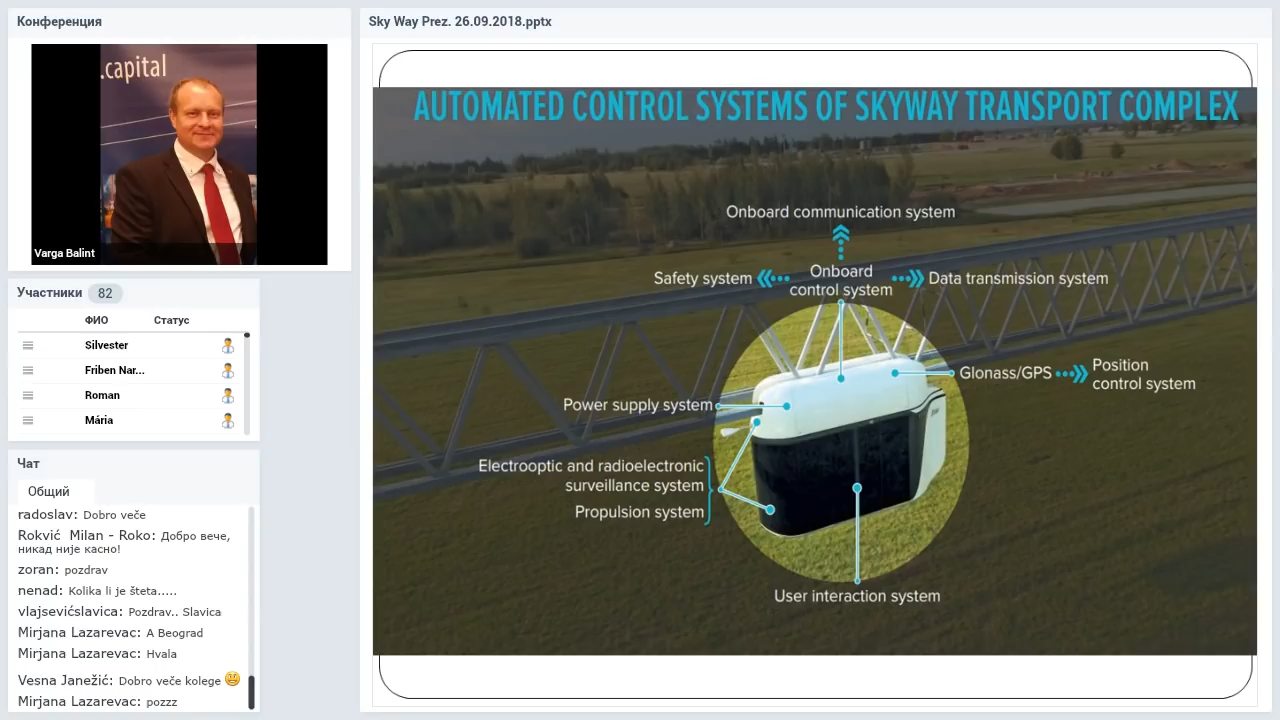 Конференция
.capital
Varga Balint
Участники 82
ФИО Статус
Silvester
Friben Nar...
Roman
Mária
Чат
Общий
radoslav: Dobro veče
Rokvić Milan - Roko: Добро вече,
никад није касно!
zoran: pozdrav
nenad: Kolika li je šteta.....
vlajsevićslavica: Pozdrav.. Slavica
Mirjana Lazarevac: A Beograd
Mirjana Lazarevac: Hvala
Vesna Janežić: Dobro veče kolege
Mirjana Lazarevac: pozzz
Sky Way Prez. 26.09.2018.pptx
AUTOMATED CONTROL SYSTEMS OF SKYWAY TRANSPORT COMPLEX
Onboard communication system
Safety system
Onboard
control system
Data transmission system
Glonass/GPS
Position
control system
Power supply system
Electrooptic and radioelectronic
surveillance system
Propulsion system
User interaction system